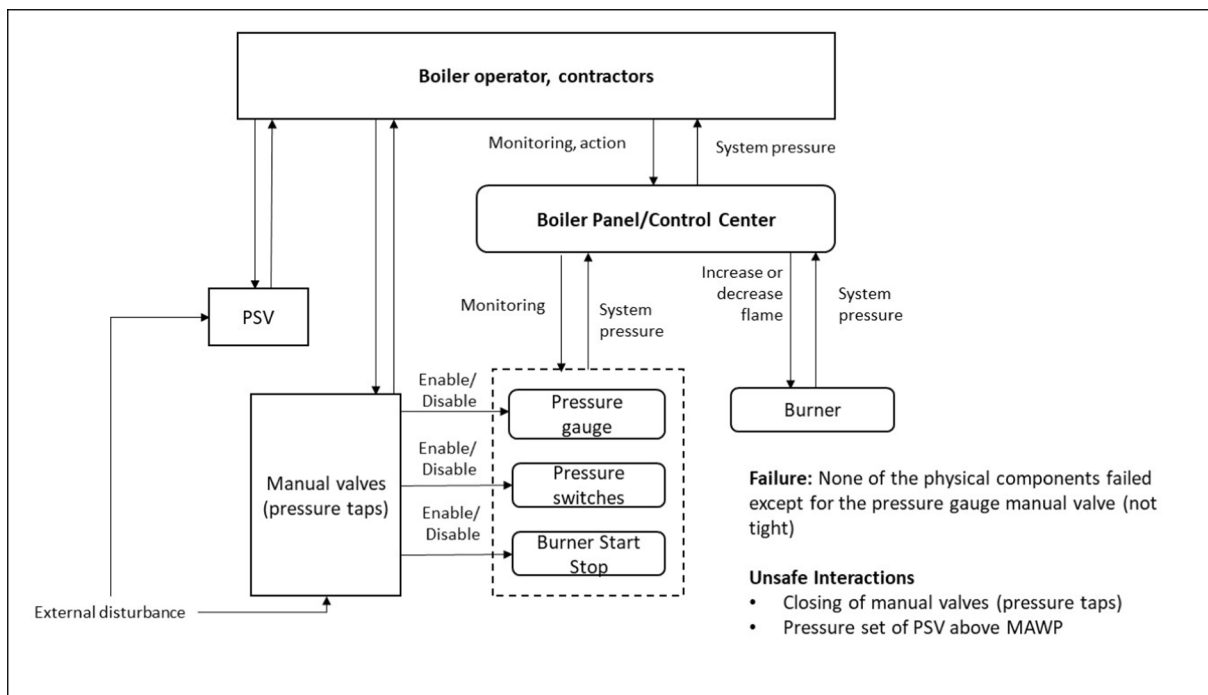 Boiler operator, contractors
Monitoring, action
System pressure
Boiler Panel/Control Center
Increase or
decrease
flame
Monitoring
System
pressure
System
pressure
PSV
Enable/
Disable
Pressure
gauge
Burner
Enable/
Disable
Manual valves
(pressure taps)
Pressure
switches
Enable/
Disable
Burner Start
Stop
External disturbance
Failure: None of the physical components failed
except for the pressure gauge manual valve (not
tight)
Unsafe Interactions
• Closing of manual valves (pressure taps)
• Pressure set of PSV above MAWP